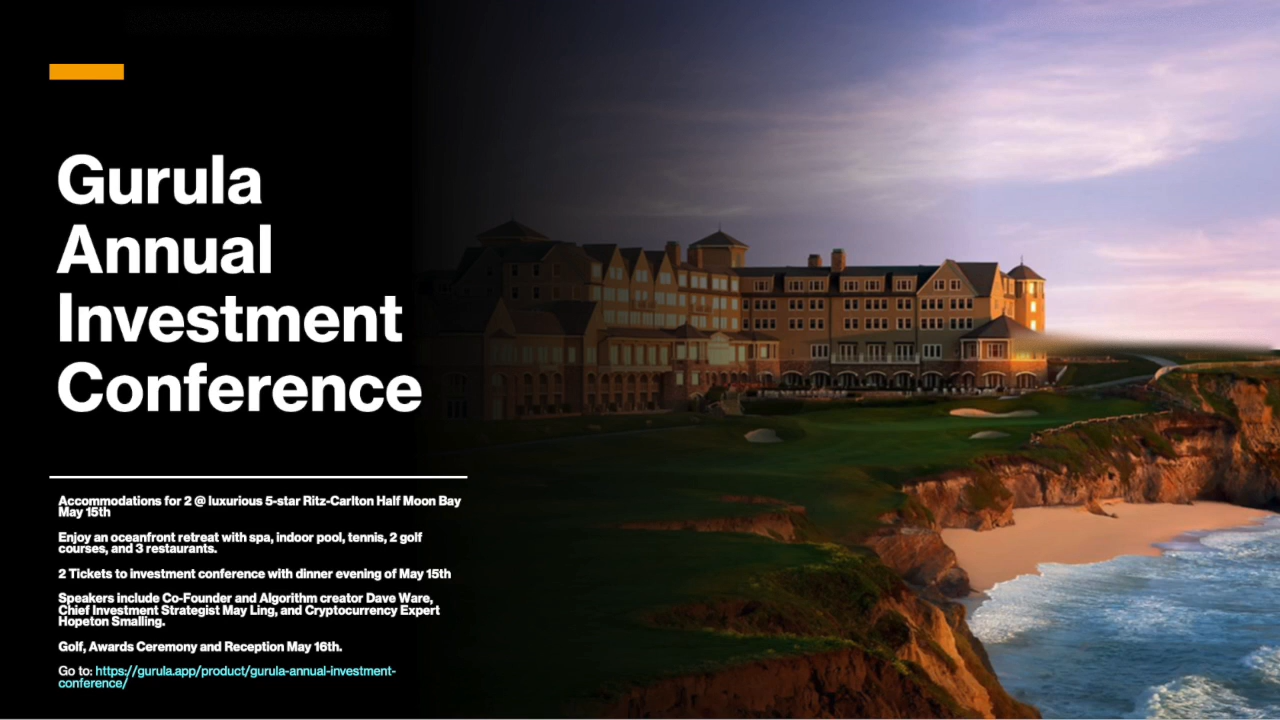 Gurula
Annual
Investment
Conference
Accommodations for 2 @ luxurious 5-star Ritz-Carlton Half Moon Bay
May 15th
Enjoy an oceanfront retreat with spa, indoor pool, tennis, 2 golf
courses, and 3 restaurants.
2 Tickets to investment conference with dinner evening of May 15th
Speakers include Co-Founder and Algorithm creator Dave Ware,
Chief Investment Strategist May Ling, and Cryptocurrency Expert
Hopeton Smalling.
Golf, Awards Ceremony and Reception May 16th.
Go to: https://gurula.app/product/gurula-annual-investment-
conference/